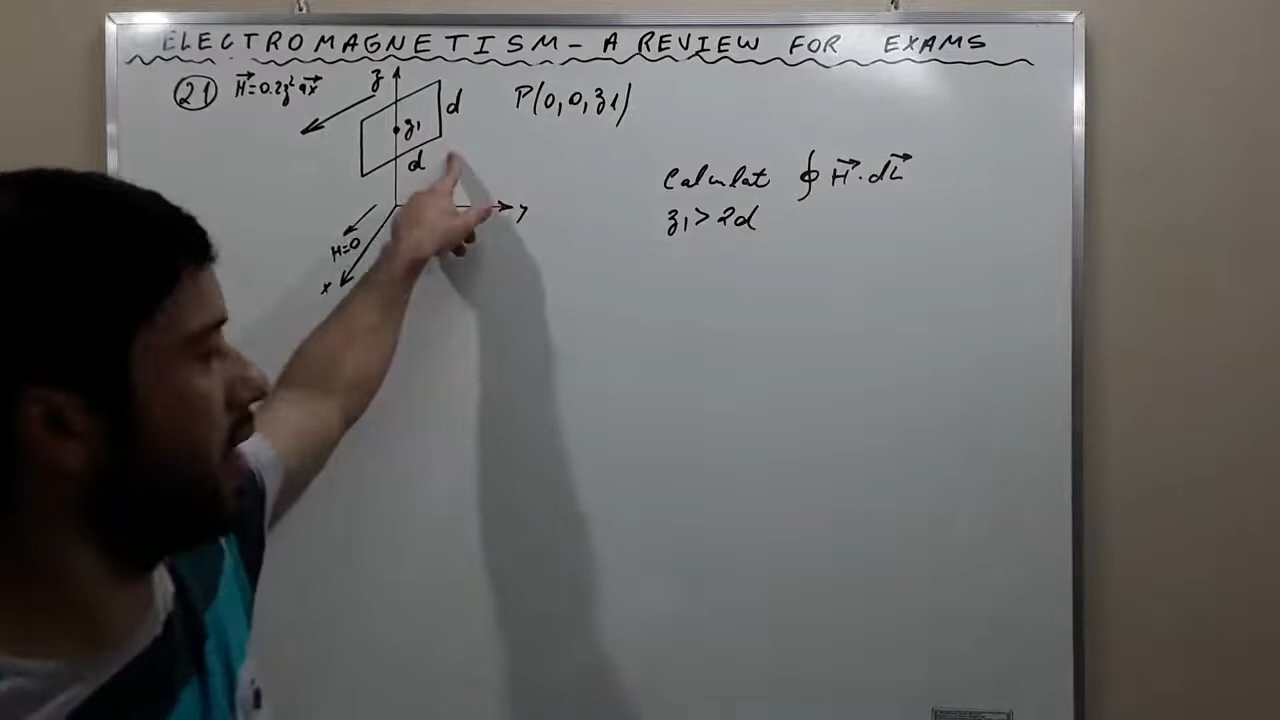 ELECTROMAGNETISM - A REVIEW FOR EXAMS
21 H=0.2z² ax
z
d
P(0,0,z1)
z1
d
Calculat ∮ H.dL
z1>2d
y
H=0
x